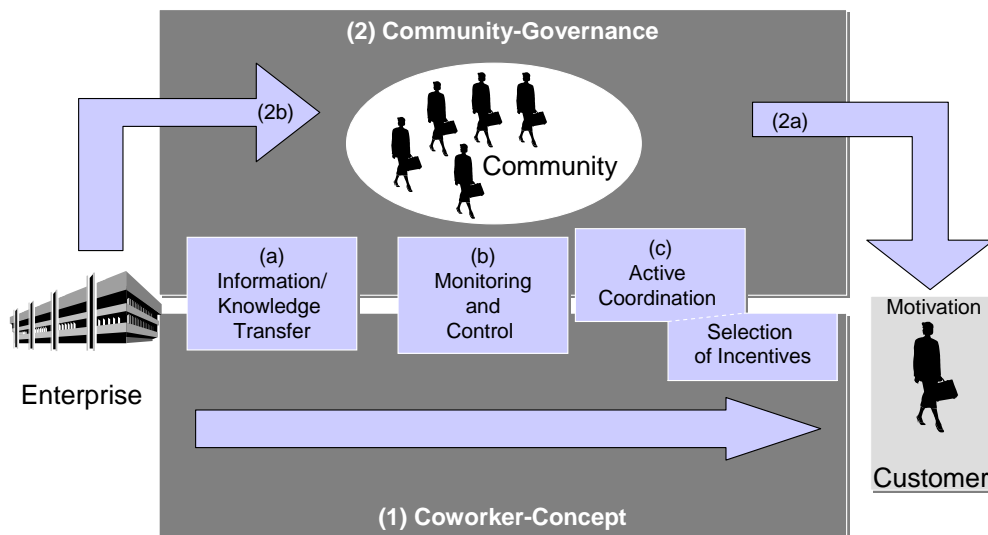 (2) Community-Governance
(2b)
(2a)
Community
(a)
Information/
Knowledge
Transfer
(b)
Monitoring
and
Control
(c)
Active
Coordination
Selection
of Incentives
Motivation
Enterprise
Customer
(1) Coworker-Concept